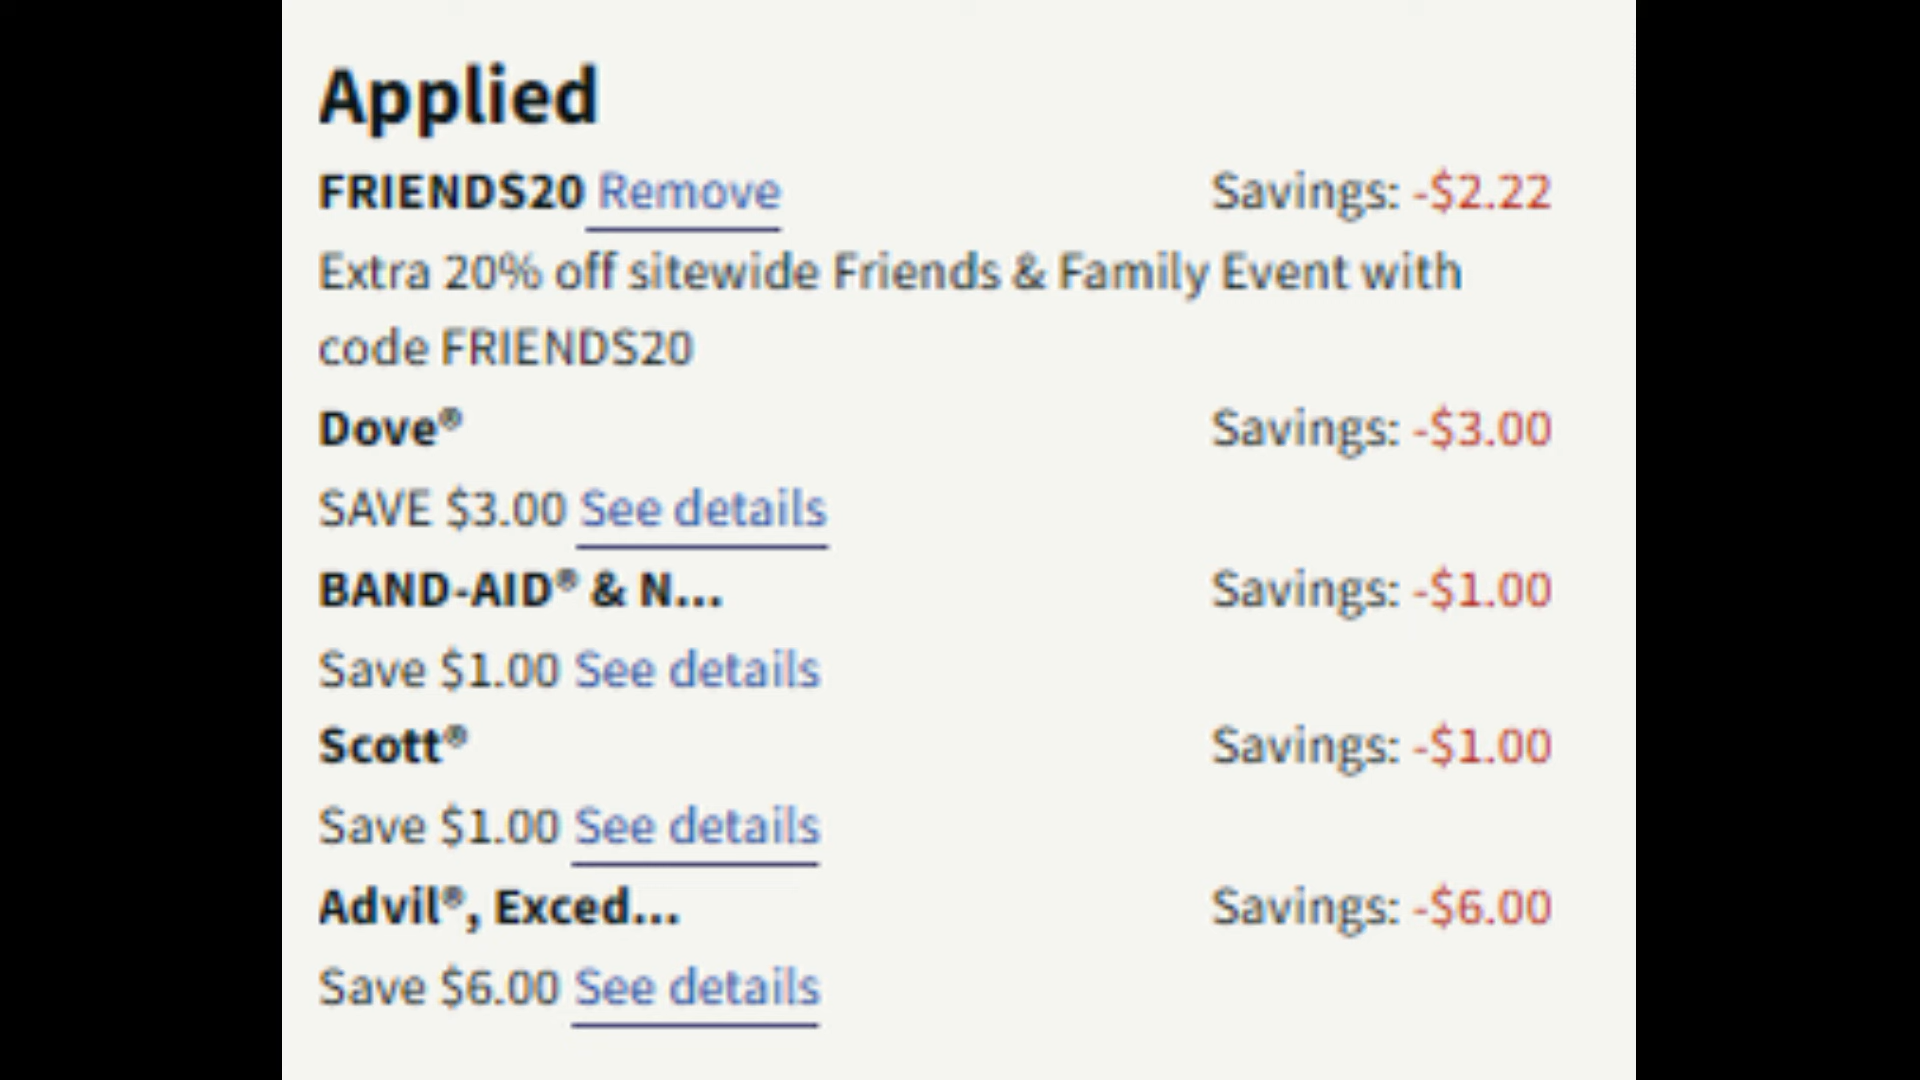 Applied
FRIENDS20 Remove Savings: -$2.22
Extra 20% off sitewide Friends & Family Event with
code FRIENDS20
Dove® Savings: -$3.00
SAVE $3.00 See details
BAND-AID® & N... Savings: -$1.00
Save $1.00 See details
Scott® Savings: -$1.00
Save $1.00 See details
Advil®, Exced... Savings: -$6.00
Save $6.00 See details